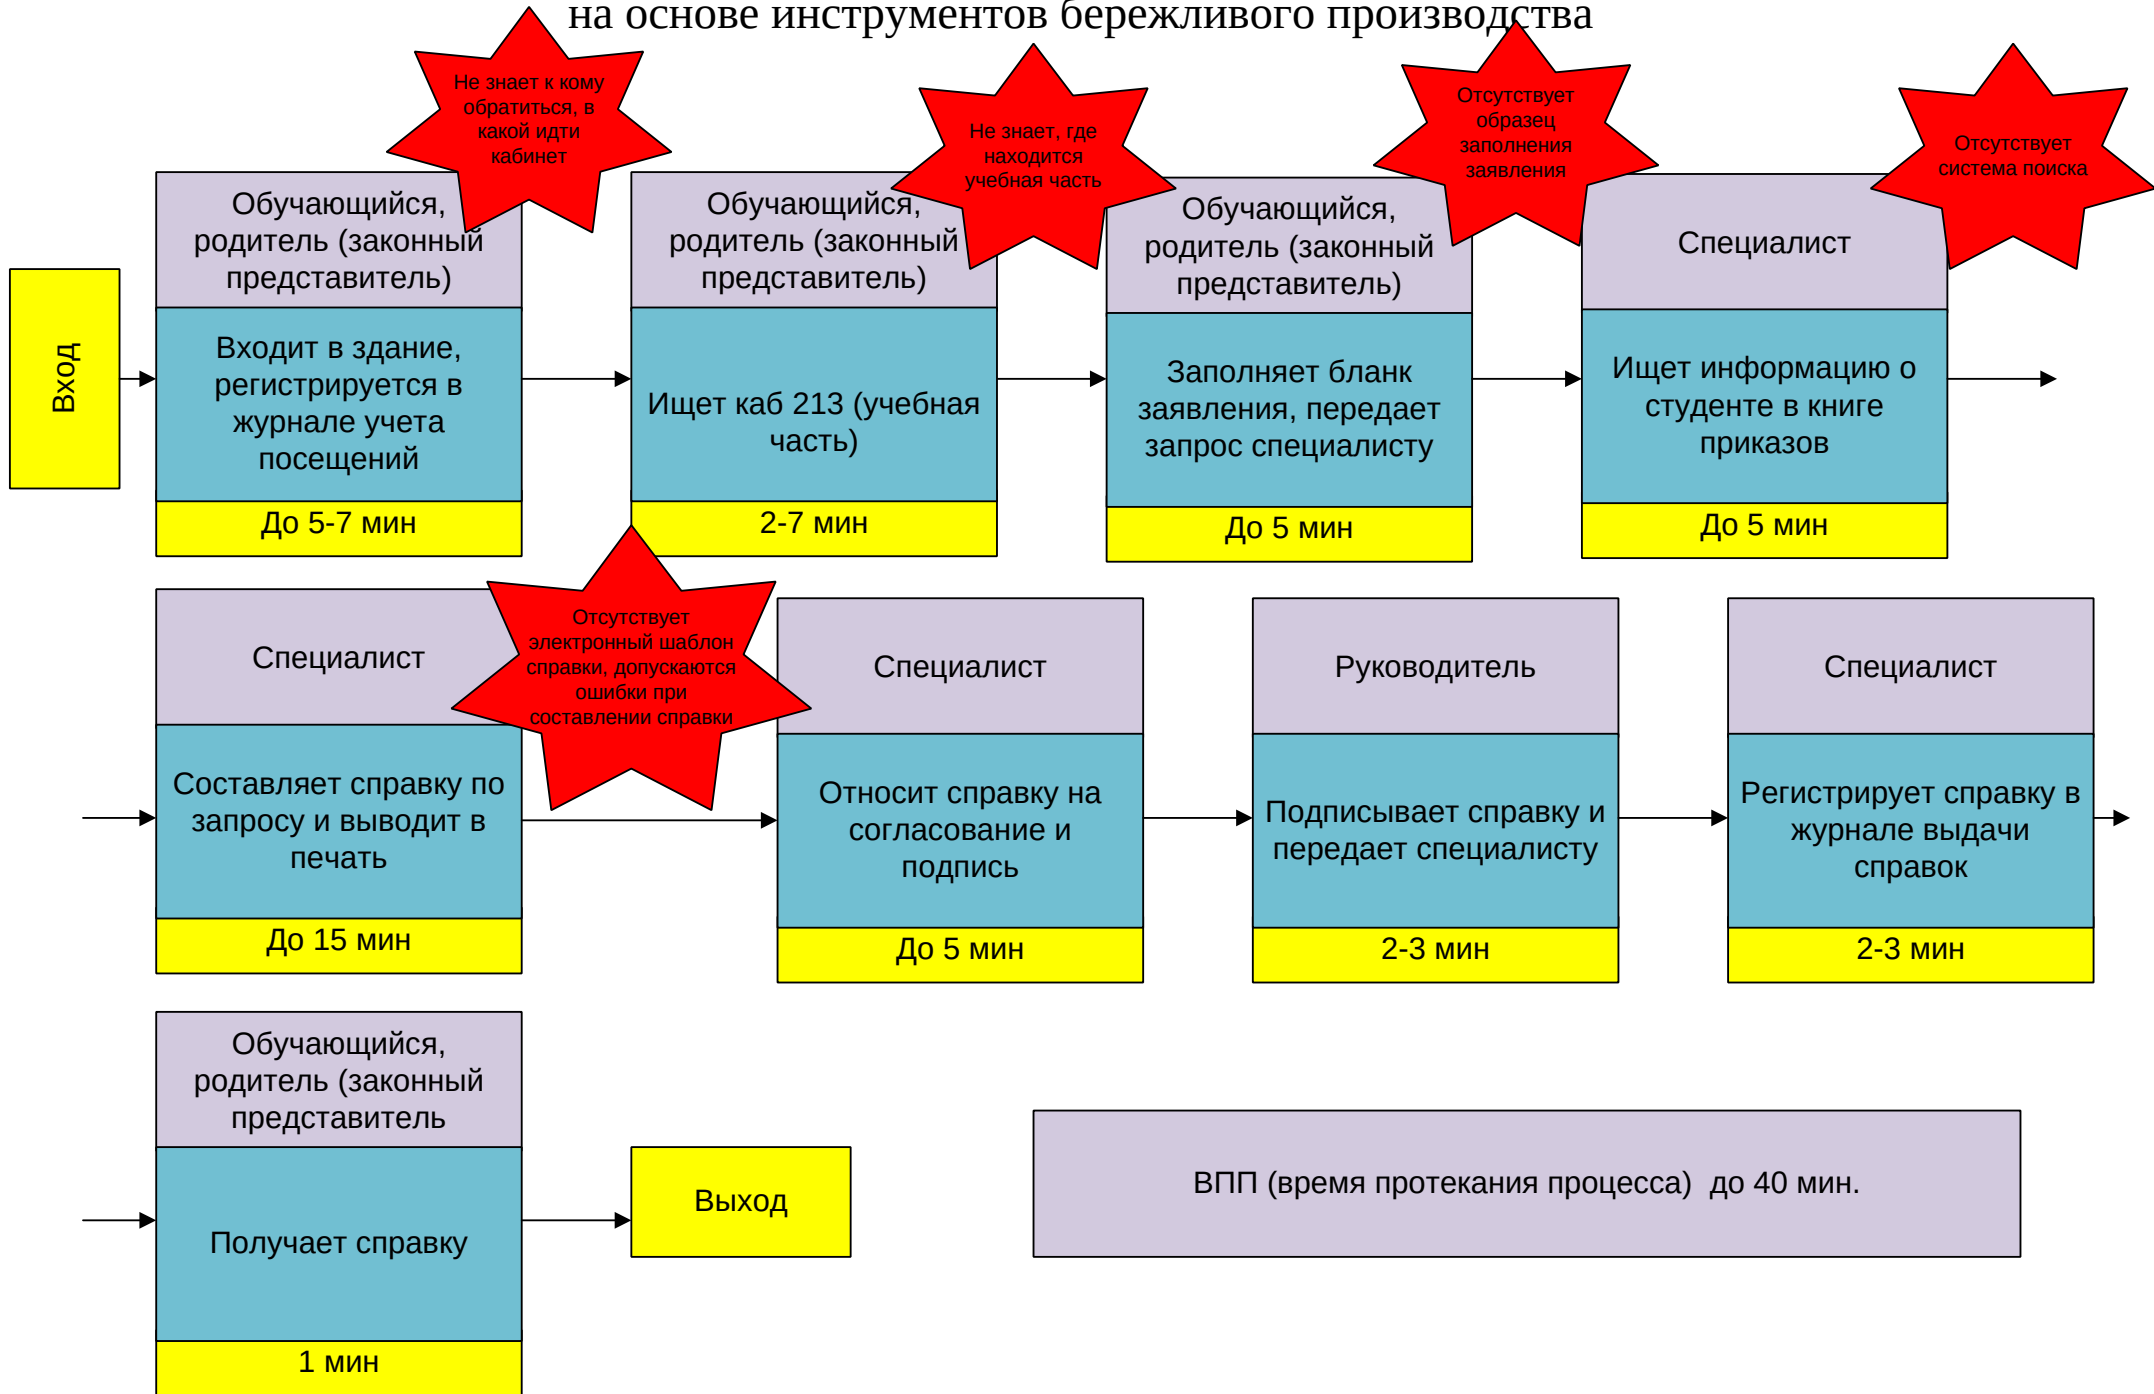 на основе инструментов бережливого производства
Не знает к кому
обратиться, в
какой идти
кабинет
Не знает, где
находится
учебная часть
Отсутствует
образец
заполнения
заявления
Отсутствует
система поиска
Вход
Обучающийся,
родитель (законный
представитель)
Входит в здание,
регистрируется в
журнале учета
посещений
До 5-7 мин
Обучающийся,
родитель (законный
представитель)
Ищет каб 213 (учебная
часть)
2-7 мин
Обучающийся,
родитель (законный
представитель)
Заполняет бланк
заявления, передает
запрос специалисту
До 5 мин
Специалист
Ищет информацию о
студенте в книге
приказов
До 5 мин
Специалист
Составляет справку по
запросу и выводит в
печать
До 15 мин
Отсутствует
электронный шаблон
справки, допускаются
ошибки при
составлении справки
Специалист
Относит справку на
согласование и
подпись
До 5 мин
Руководитель
Подписывает справку и
передает специалисту
2-3 мин
Специалист
Регистрирует справку в
журнале выдачи
справок
2-3 мин
Обучающийся,
родитель (законный
представитель
Получает справку
1 мин
Выход
ВПП (время протекания процесса)  до 40 мин.